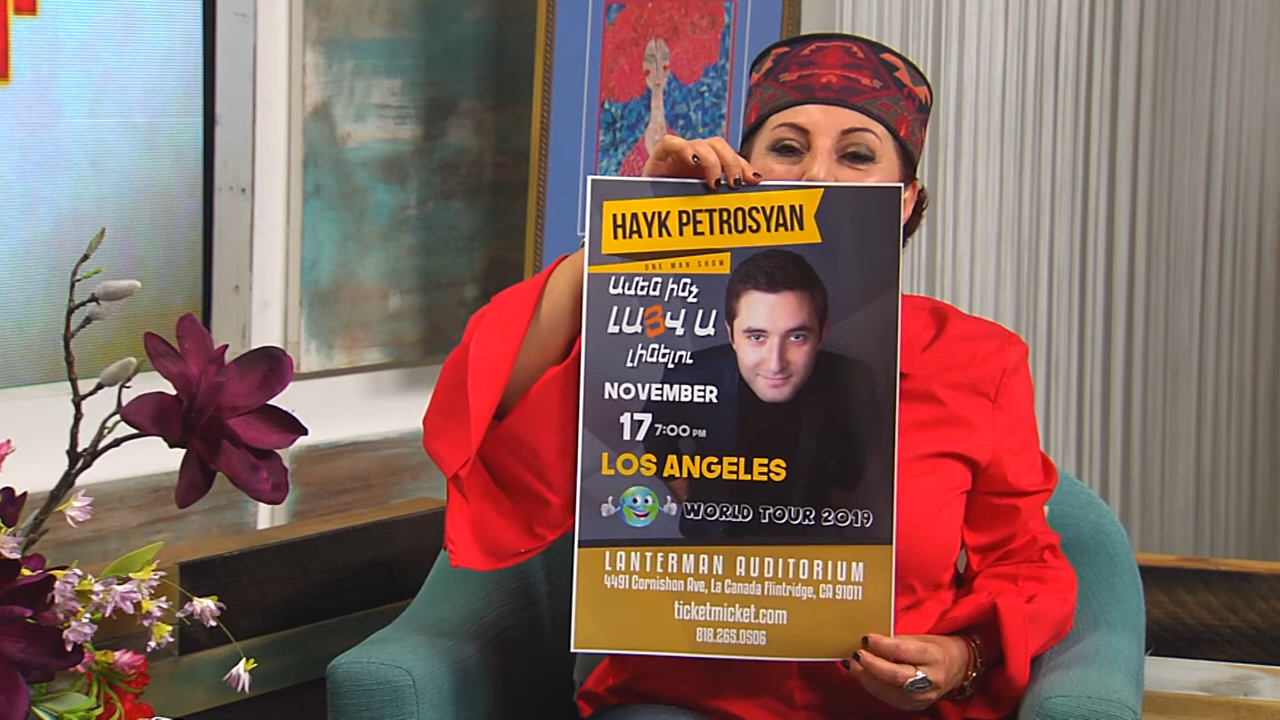 HAYK PETROSYAN
ONE MAN SHOW
Ամեն ինչ
ԼԱՅՎ Ա
լինելու
NOVEMBER
17 7:00 PM
LOS ANGELES
WORLD TOUR 2019
LANTERMAN AUDITORIUM
4491 Cornishon Ave, La Canada Flintridge, CA 91011
ticketmicket.com
818.265.0506